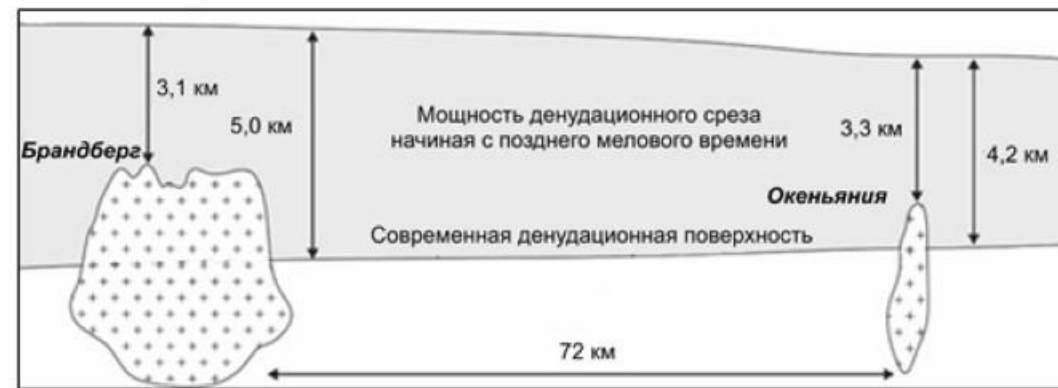 3,1 км
5,0 км
Мощность денудационного среза
начиная с позднего мелового времени
3,3 км
4,2 км
Брандберг
Океньяния
Современная денудационная поверхность
72 км